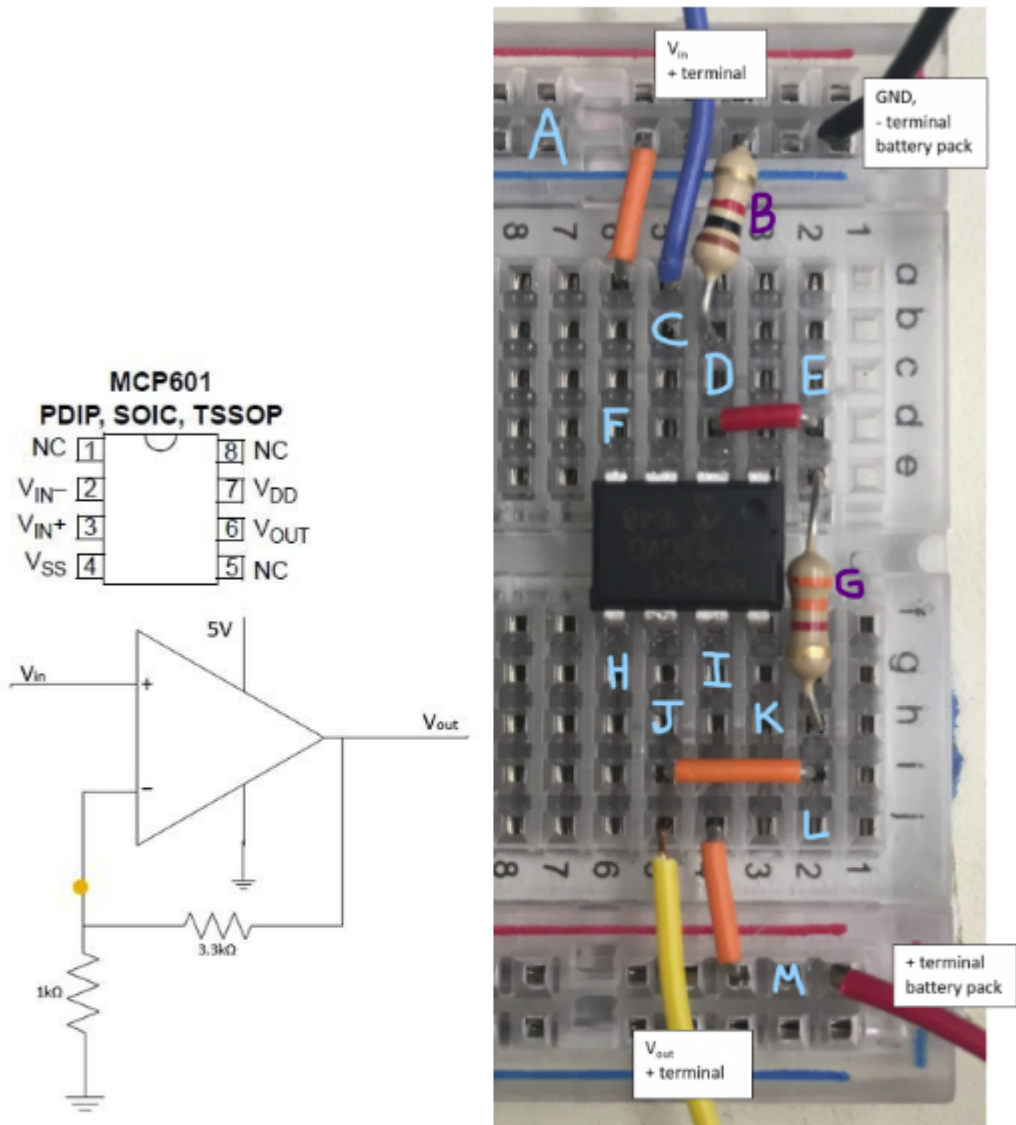 MCP601
PDIP, SOIC, TSSOP
NC 1 8 NC
VIN– 2 7 VDD
VIN+ 3 6 VOUT
VSS 4 5 NC
5V
Vin
+
Vout
–
3.3kΩ
1kΩ
Vin
+ terminal
GND,
- terminal
battery pack
A
B
8 7 6 5 3 2 1
a
C
b
D E
c
F
d
e
G
f
H I
g
J K
h
i
L
j
8 7 6 5 4 3 2 1
M
+ terminal
battery pack
Vout
+ terminal